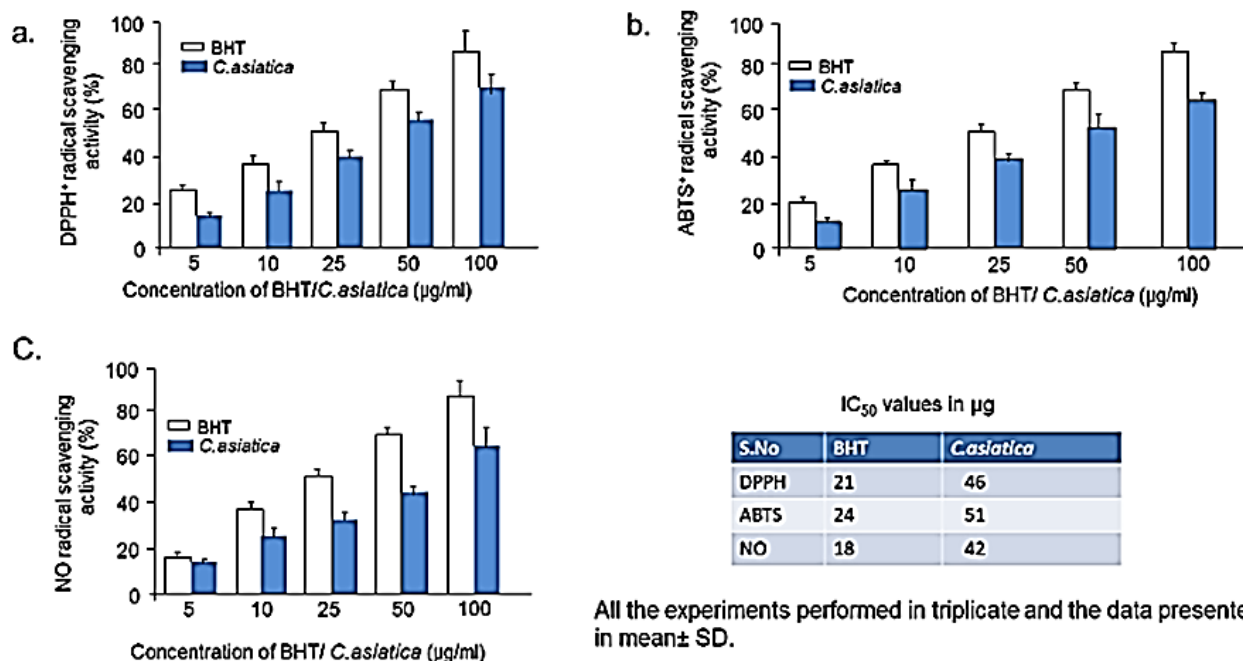 a.
DPPH⁺ radical scavenging
activity (%)
100
80
60
40
20
0
BHT
C.asiatica
5 10 25 50 100
Concentration of BHT/C.asiatica (µg/ml)
b.
ABTS⁺ radical scavenging
activity (%)
100
80
60
40
20
0
BHT
C.asiatica
5 10 25 50 100
Concentration of BHT/ C.asiatica (µg/ml)
C.
NO radical scavenging
activity (%)
100
80
60
40
20
0
BHT
C.asiatica
5 10 25 50 100
Concentration of BHT/ C.asiatica (µg/ml)
IC₅₀ values in µg
S.No BHT C.asiatica
DPPH 21 46
ABTS 24 51
NO 18 42
All the experiments performed in triplicate and the data presente
in mean± SD.